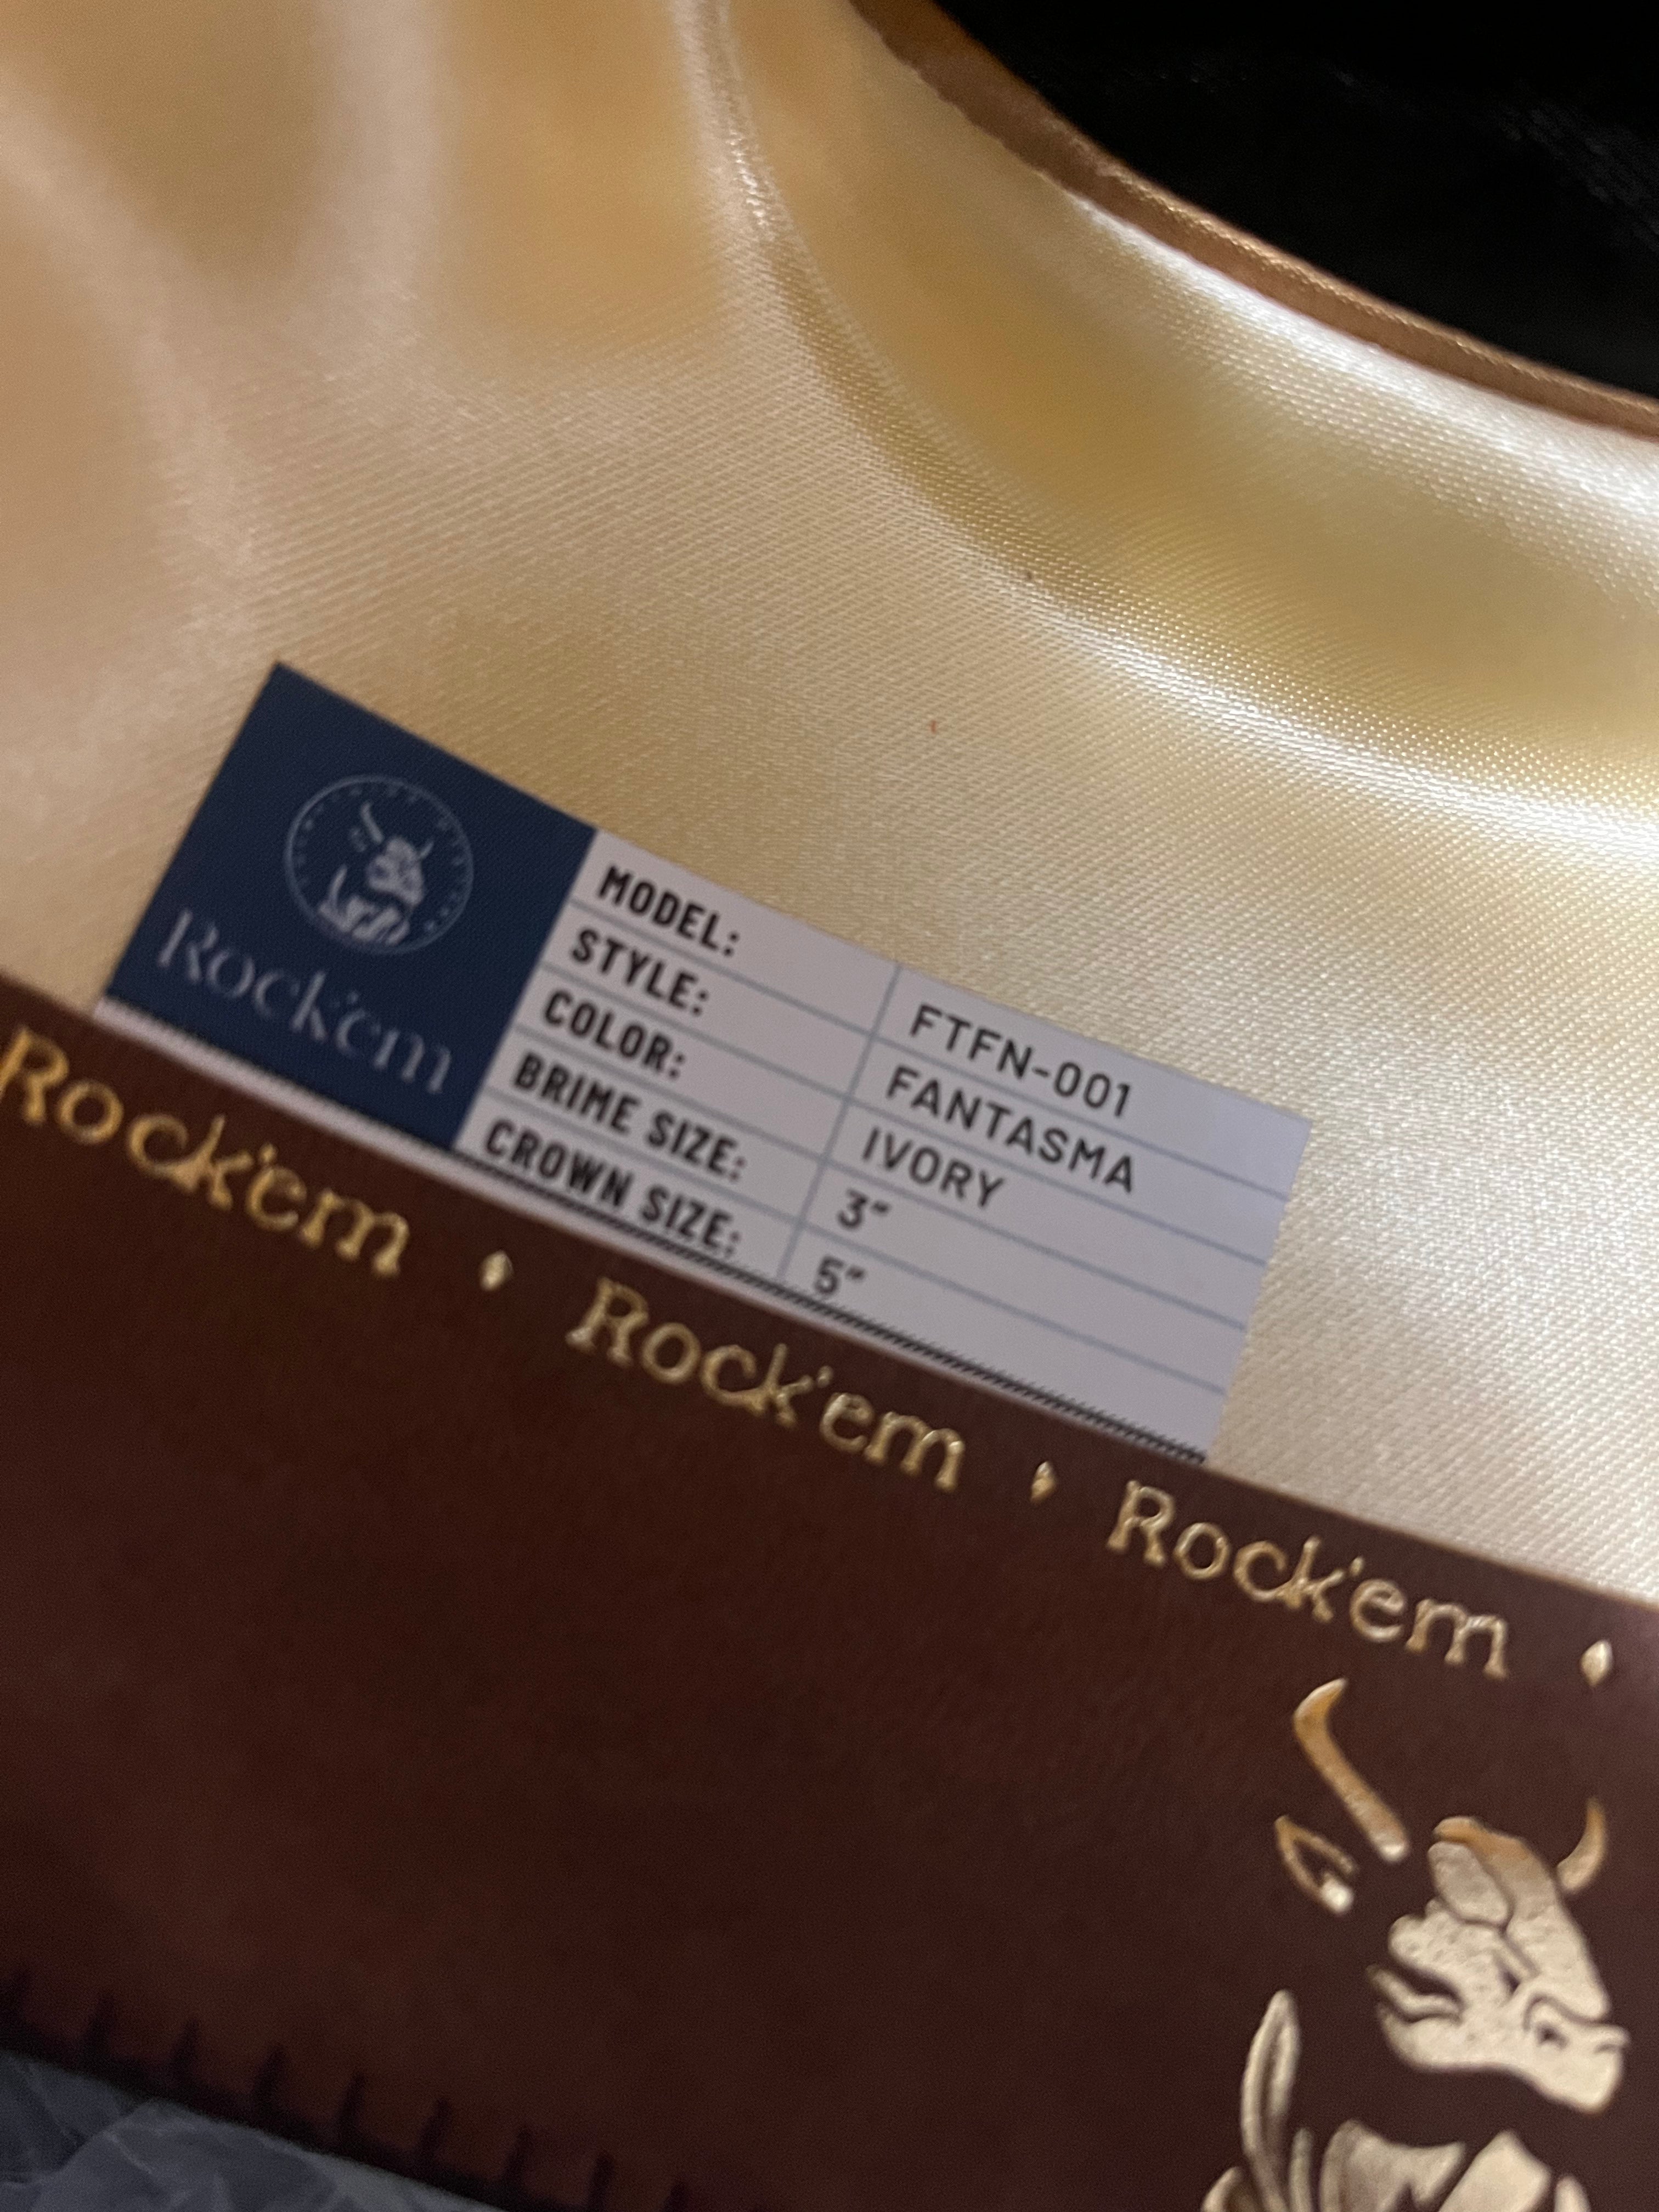 Rock'em
MODEL: FTFN-001
STYLE: FANTASMA
COLOR: IVORY
BRIME SIZE: 3"
CROWN SIZE: 5"
Rock'em ♦ Rock'em ♦ Rock'em ♦